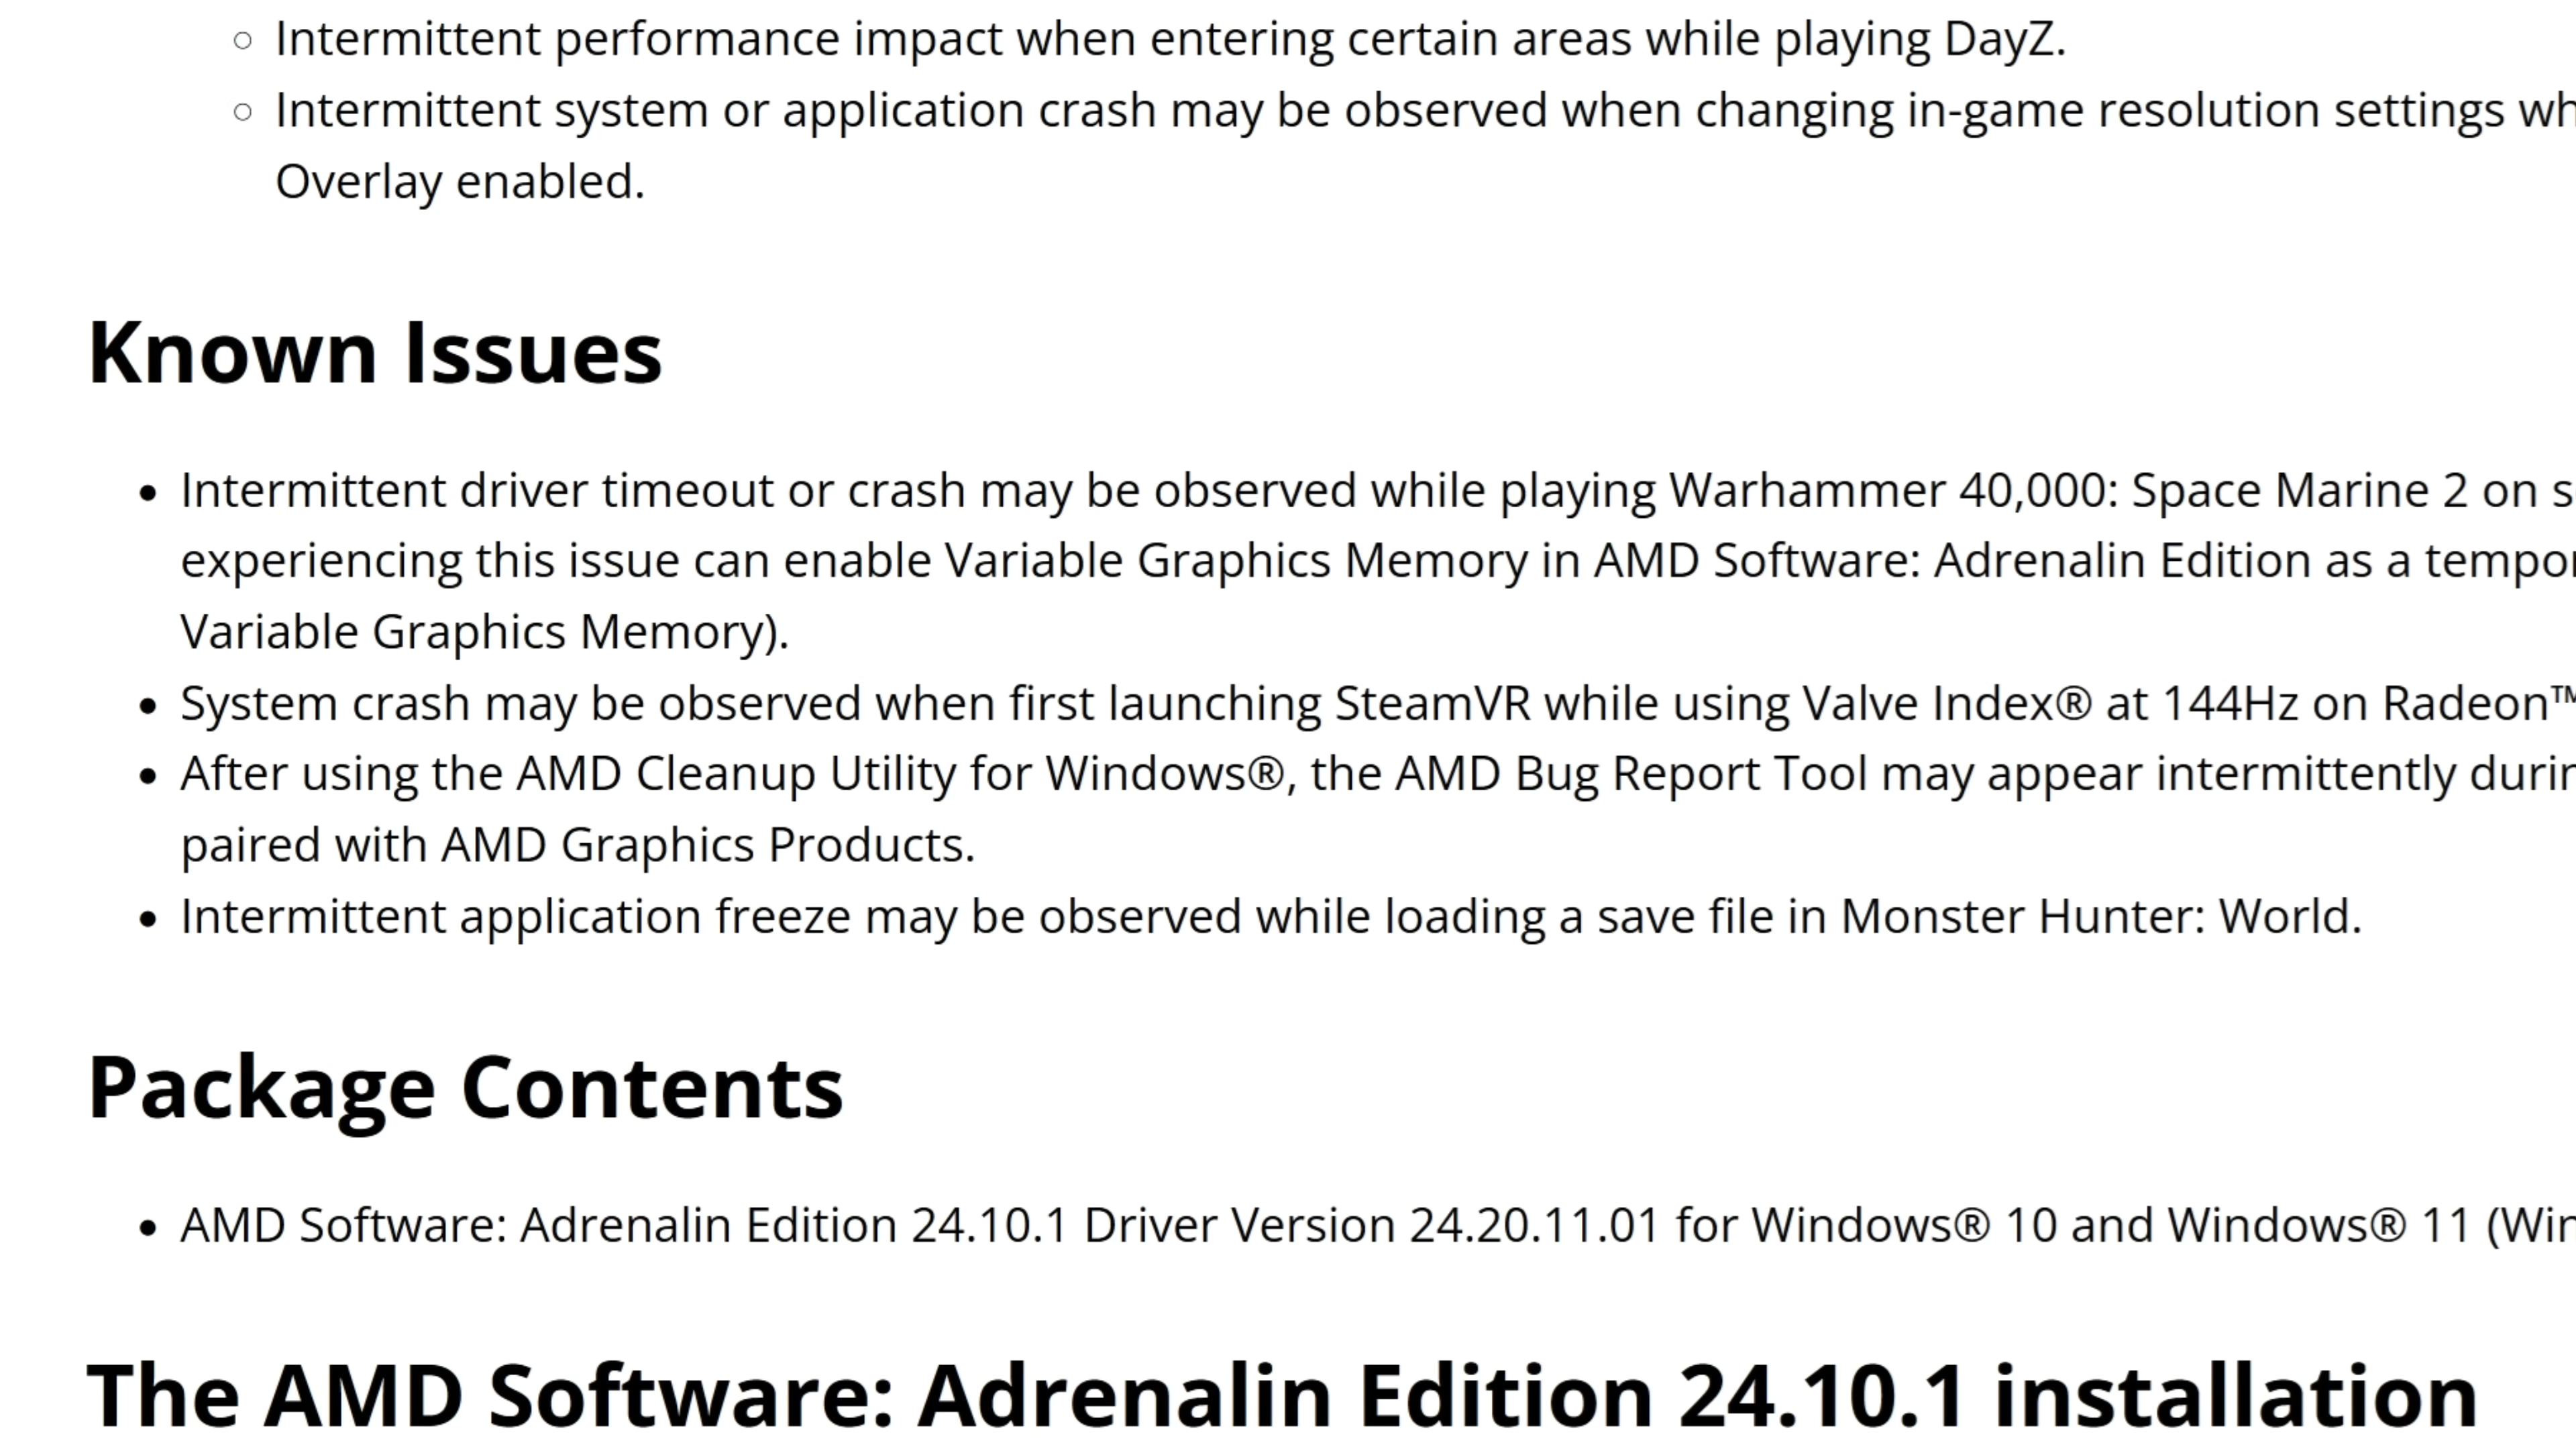 Intermittent performance impact when entering certain areas while playing DayZ.
Intermittent system or application crash may be observed when changing in-game resolution settings
Overlay enabled.
Known Issues
Intermittent driver timeout or crash may be observed while playing Warhammer 40,000: Space Marine 2 on
experiencing this issue can enable Variable Graphics Memory in AMD Software: Adrenalin Edition as a
Variable Graphics Memory).
System crash may be observed when first launching SteamVR while using Valve Index® at 144Hz on Radeon™
After using the AMD Cleanup Utility for Windows®, the AMD Bug Report Tool may appear intermittently
paired with AMD Graphics Products.
Intermittent application freeze may be observed while loading a save file in Monster Hunter: World.
Package Contents
AMD Software: Adrenalin Edition 24.10.1 Driver Version 24.20.11.01 for Windows® 10 and Windows® 11
The AMD Software: Adrenalin Edition 24.10.1 installation